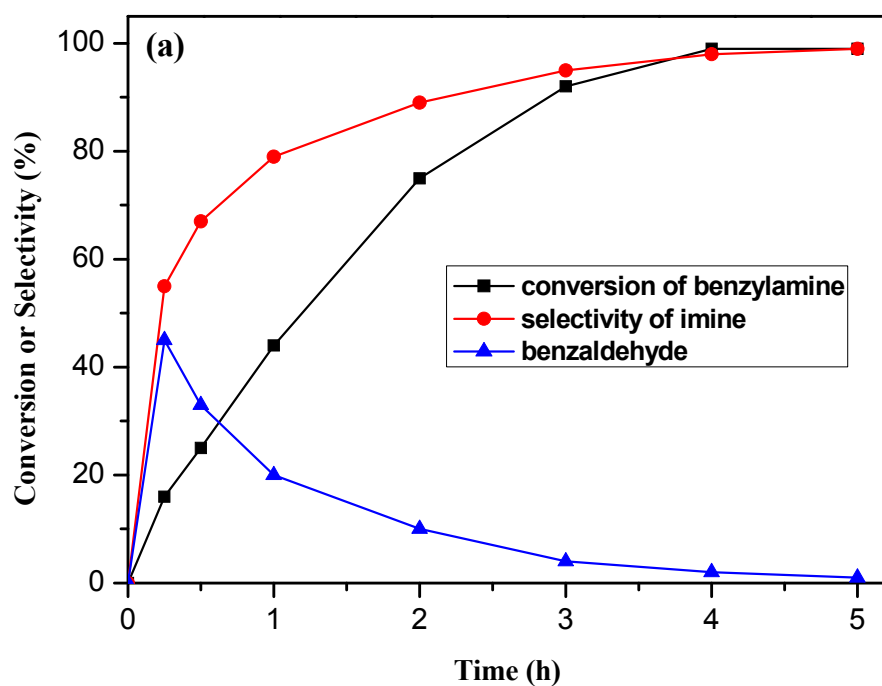 (a)
Conversion or Selectivity (%)
100
80
60
40
20
0
conversion of benzylamine
selectivity of imine
benzaldehyde
0 1 2 3 4 5
Time (h)